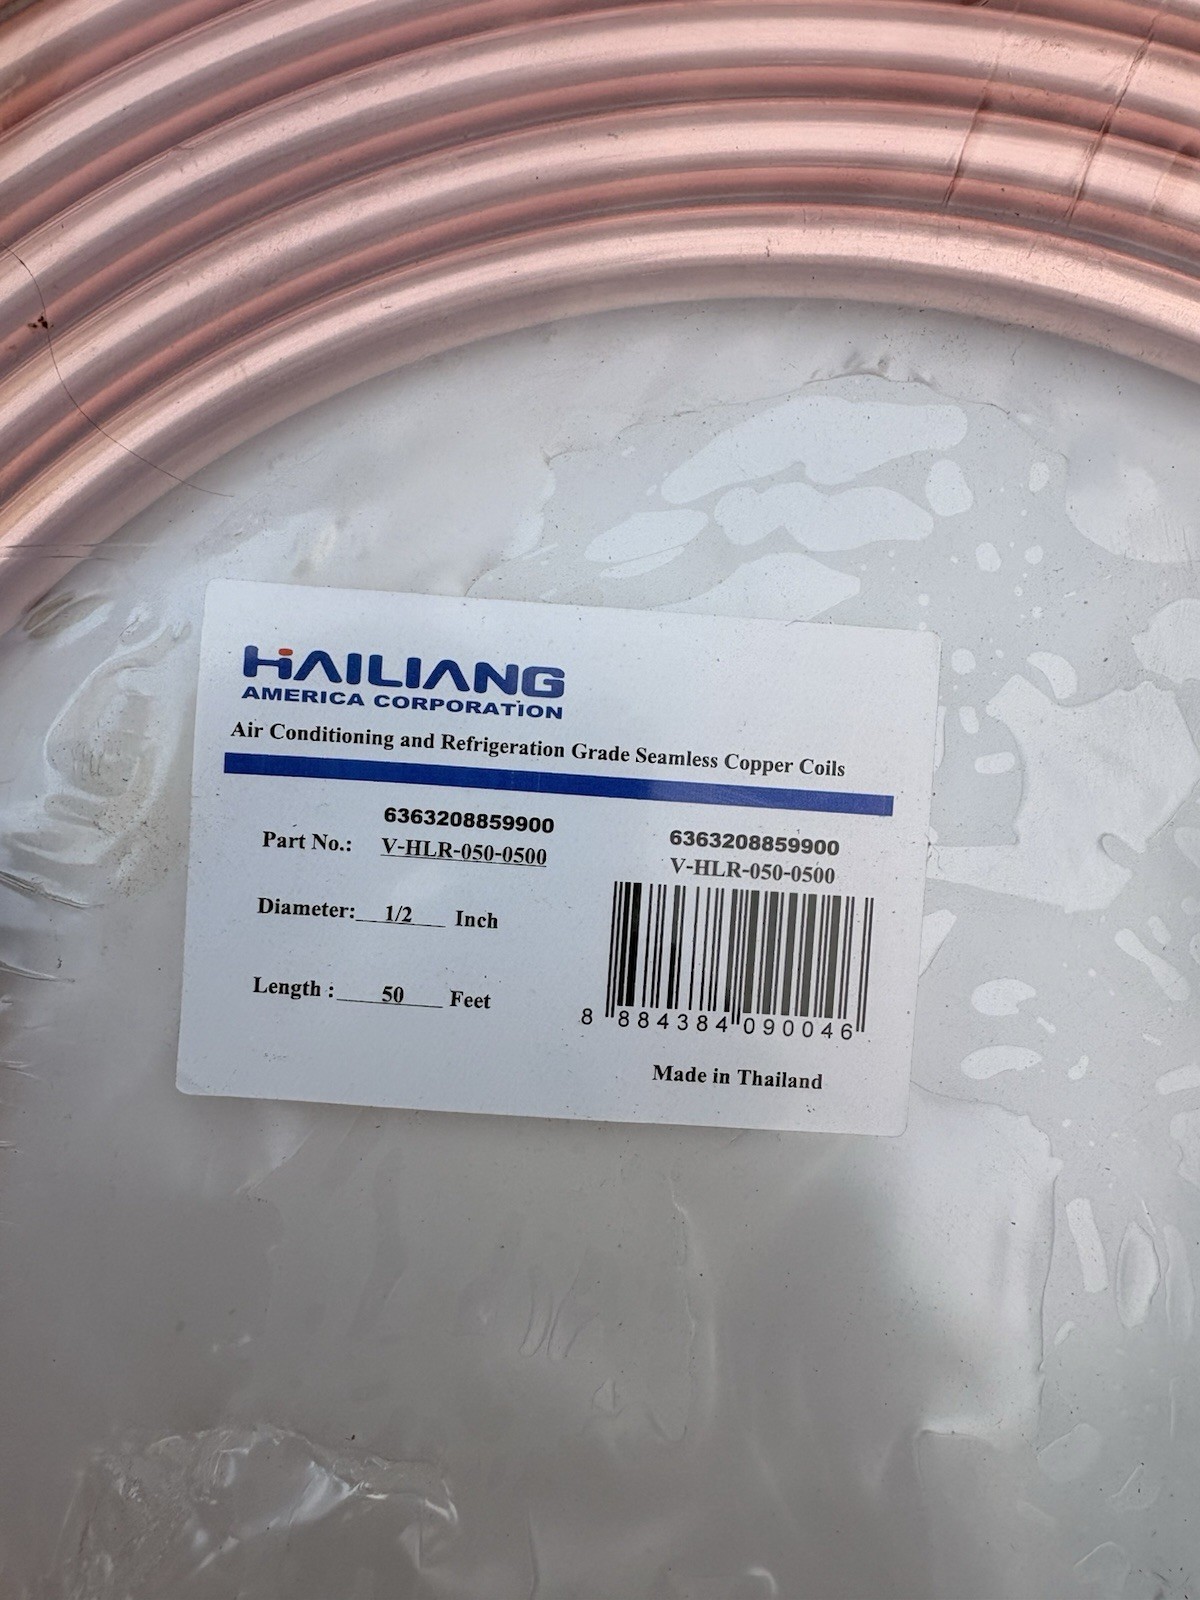 HAILIANG
AMERICA CORPORATION
Air Conditioning and Refrigeration Grade Seamless Copper Coils
6363208859900
Part No.: V-HLR-050-0500
Diameter: 1/2 Inch
Length : 50 Feet
6363208859900
V-HLR-050-0500
8 884384 090046
Made in Thailand